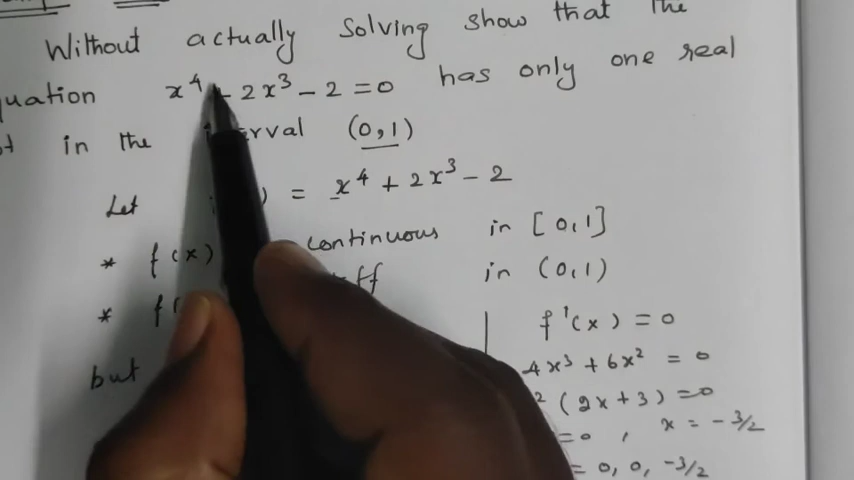 Without actually Solving show that the
x⁴ 2x³ - 2 = 0 has only one real
in the (0,1)
Let = x⁴ + 2x³ - 2
* f(x) continuous in [0,1]
* in (0,1)
f'(x) = 0
but 4x³ + 6x² = 0
(2x + 3) = 0
= 0, x = -3/2
= 0, 0, -3/2